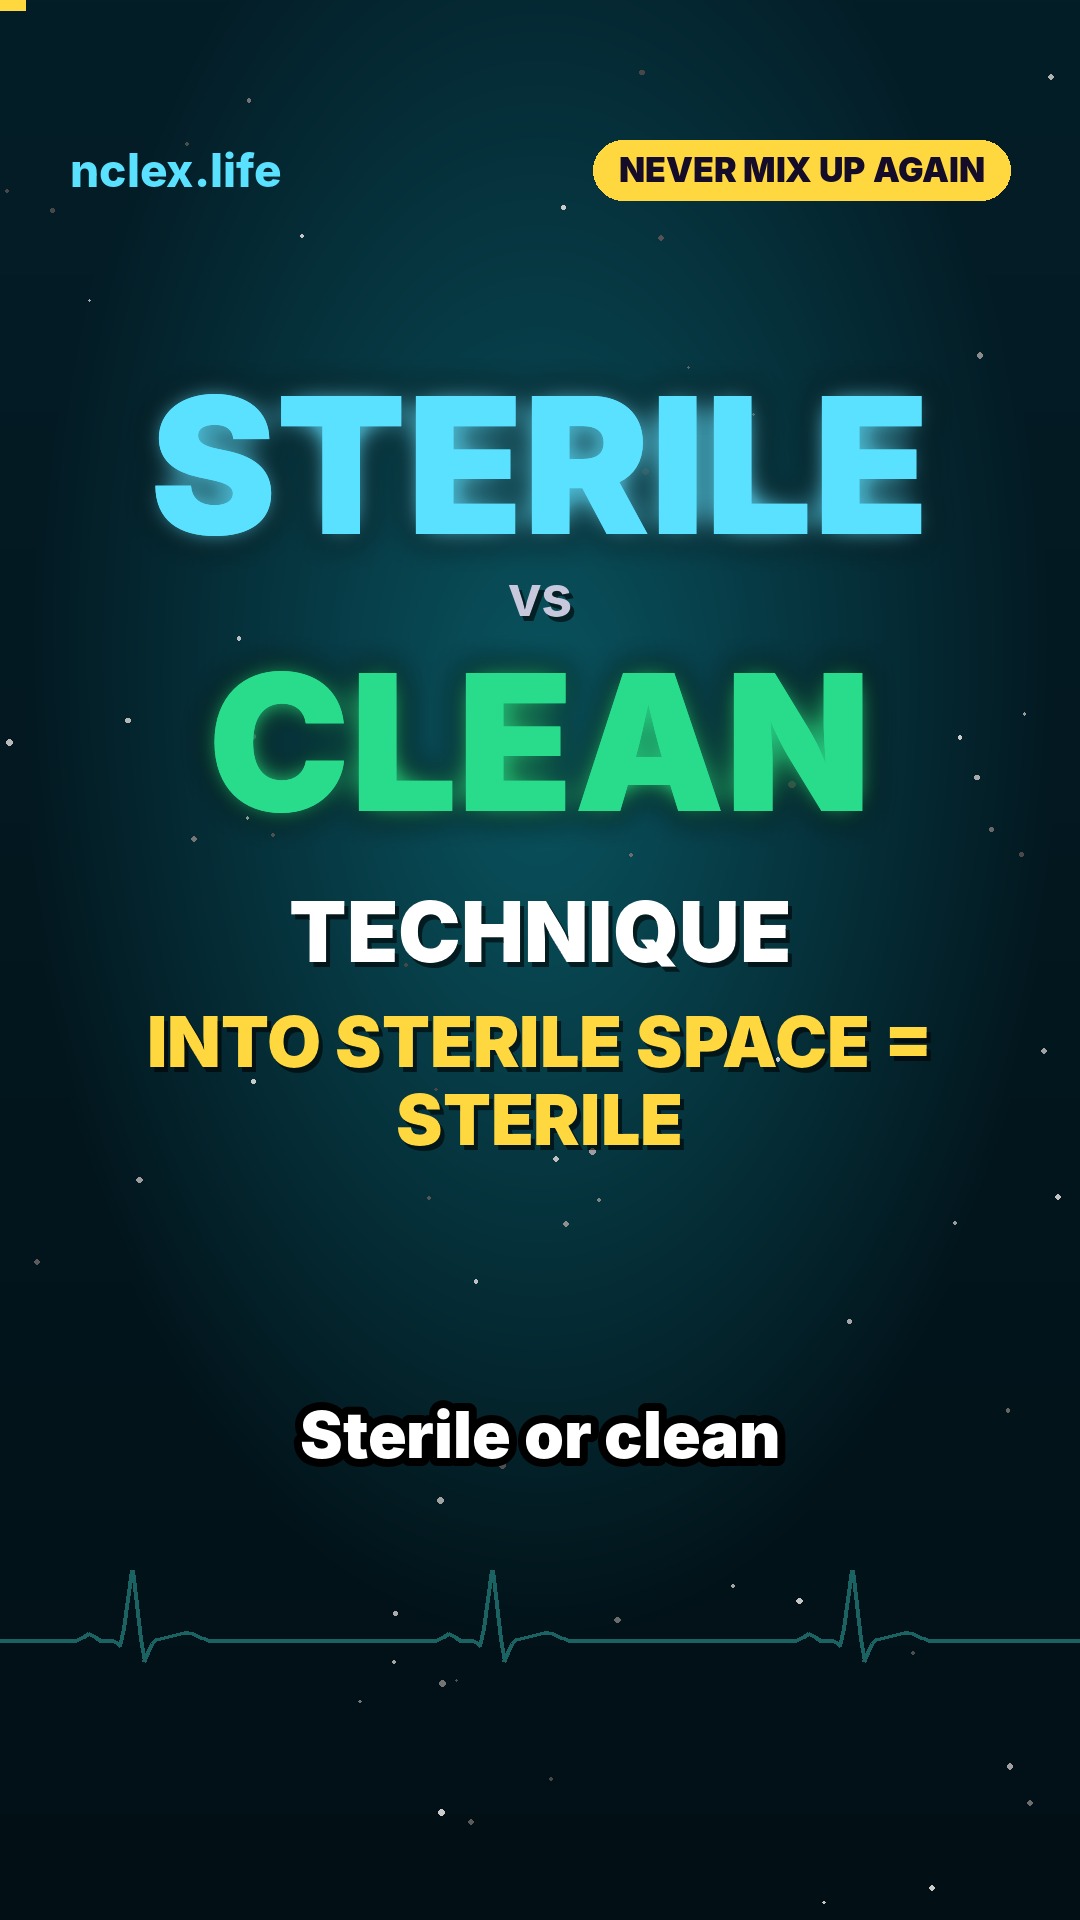 nclex.life
NEVER MIX UP AGAIN
STERILE
vs
CLEAN
TECHNIQUE
INTO STERILE SPACE =
STERILE
Sterile or clean